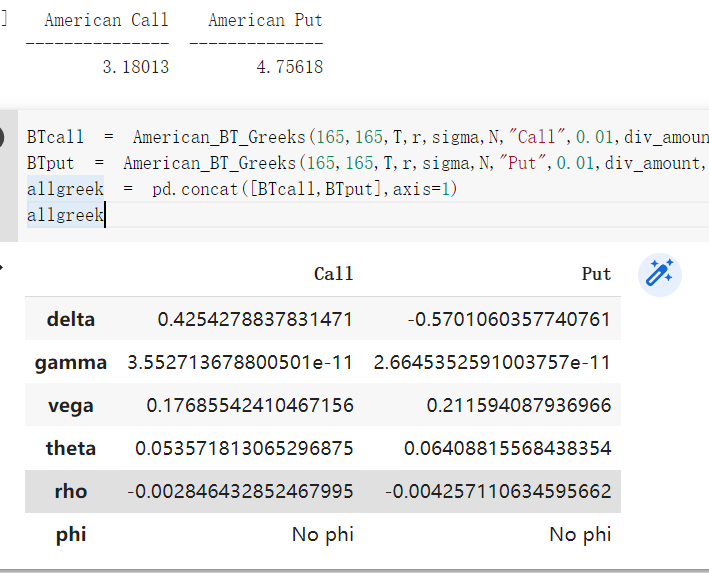 ]   American Call    American Put
---------------  --------------
        3.18013         4.75618
BTcall  =  American_BT_Greeks(165,165,T,r,sigma,N,"Call",0.01,div_amoun
BTput  =  American_BT_Greeks(165,165,T,r,sigma,N,"Put",0.01,div_amount,
allgreek  =  pd.concat([BTcall,BTput],axis=1)
allgreek
Call Put
delta 0.4254278837831471 -0.5701060357740761
gamma 3.552713678800501e-11 2.6645352591003757e-11
vega 0.17685542410467156 0.211594087936966
theta 0.053571813065296875 0.06408815568438354
rho -0.002846432852467995 -0.004257110634595662
phi No phi No phi